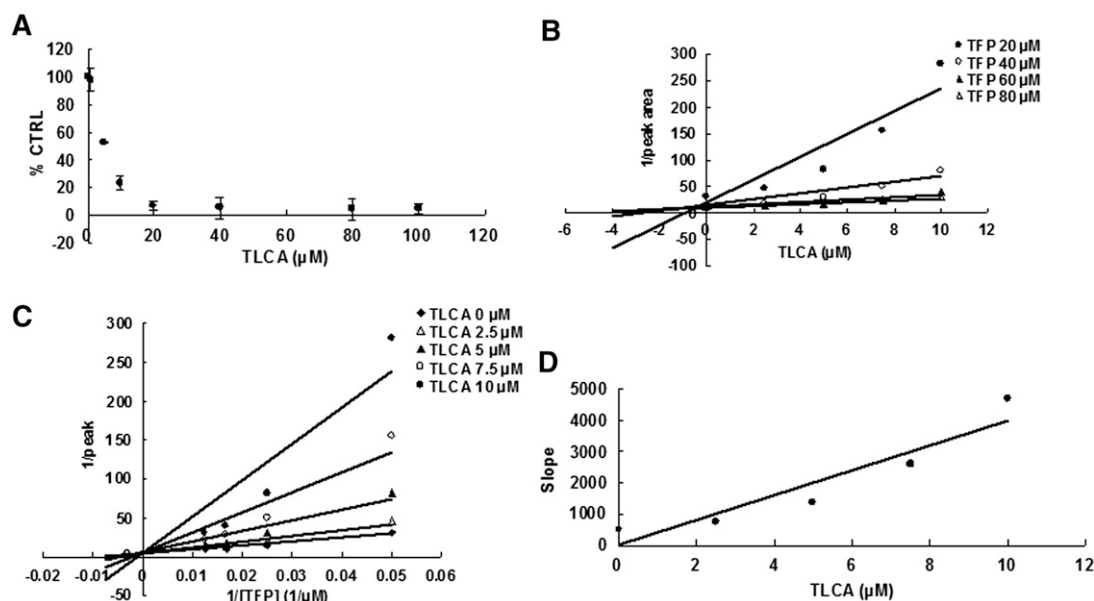 A
120
100
80
60
40
20
0
-20
% CTRL
0 20 40 60 80 100 120
TLCA (µM)
B
300
250
200
150
100
50
0
-50
-100
1/peak area
-6 -4 -2 0 2 4 6 8 10 12
TLCA (µM)
TFP 20 µM
TFP 40 µM
TFP 60 µM
TFP 80 µM
C
300
250
200
150
100
50
0
-50
1/peak
-0.02 -0.01 0 0.01 0.02 0.03 0.04 0.05 0.06
1/[TFP] (1/µM)
TLCA 0 µM
TLCA 2.5 µM
TLCA 5 µM
TLCA 7.5 µM
TLCA 10 µM
D
5000
4000
3000
2000
1000
0
Slope
0 2 4 6 8 10 12
TLCA (µM)